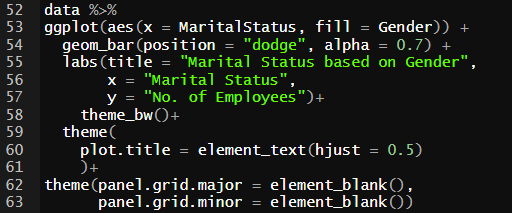 52 data %>%
53 ggplot(aes(x = MaritalStatus, fill = Gender)) +
54   geom_bar(position = "dodge", alpha = 0.7) +
55   labs(title = "Marital Status based on Gender",
56        x = "Marital Status",
57        y = "No. of Employees")+
58     theme_bw()+
59   theme(
60     plot.title = element_text(hjust = 0.5)
61     )+
62 theme(panel.grid.major = element_blank(),
63       panel.grid.minor = element_blank())